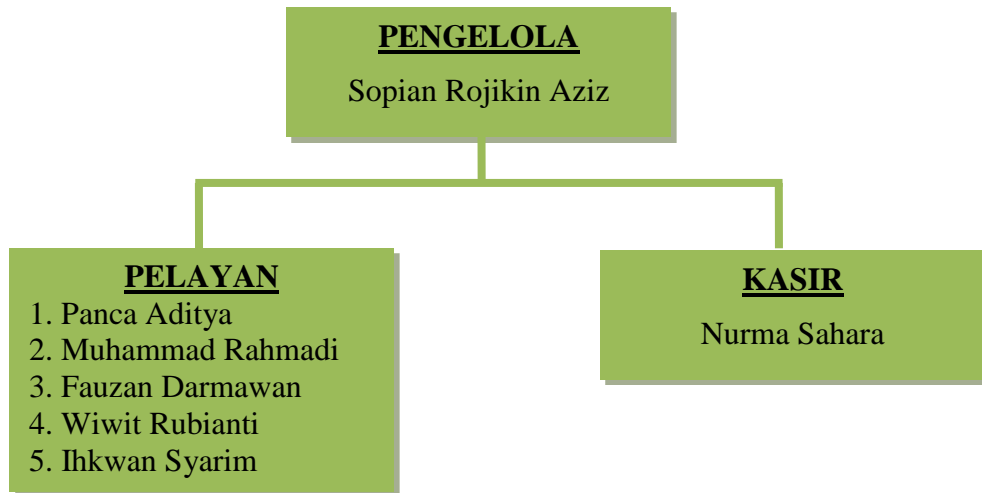 PENGELOLA
Sopian Rojikin Aziz
PELAYAN
1. Panca Aditya
2. Muhammad Rahmadi
3. Fauzan Darmawan
4. Wiwit Rubianti
5. Ihkwan Syarim
KASIR
Nurma Sahara